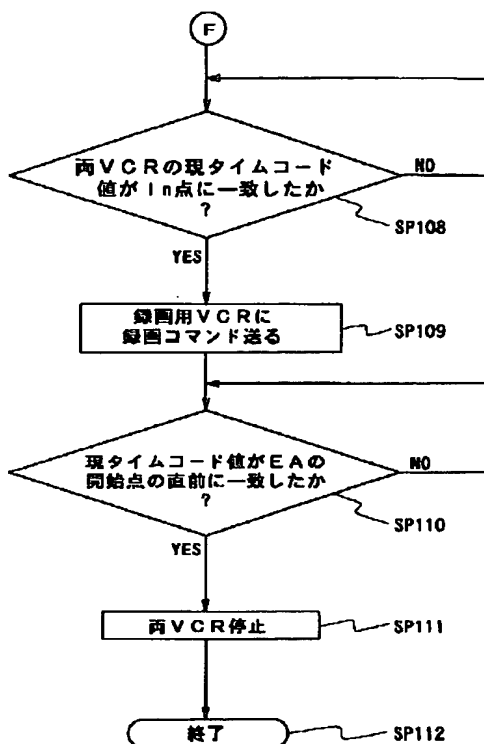 F
両VCRの現タイムコード
値がIn点に一致したか
?
NO
SP108
YES
録画用VCRに
録画コマンド送る
SP109
現タイムコード値がEAの
開始点の直前に一致したか
?
NO
SP110
YES
両VCR停止
SP111
終了
SP112